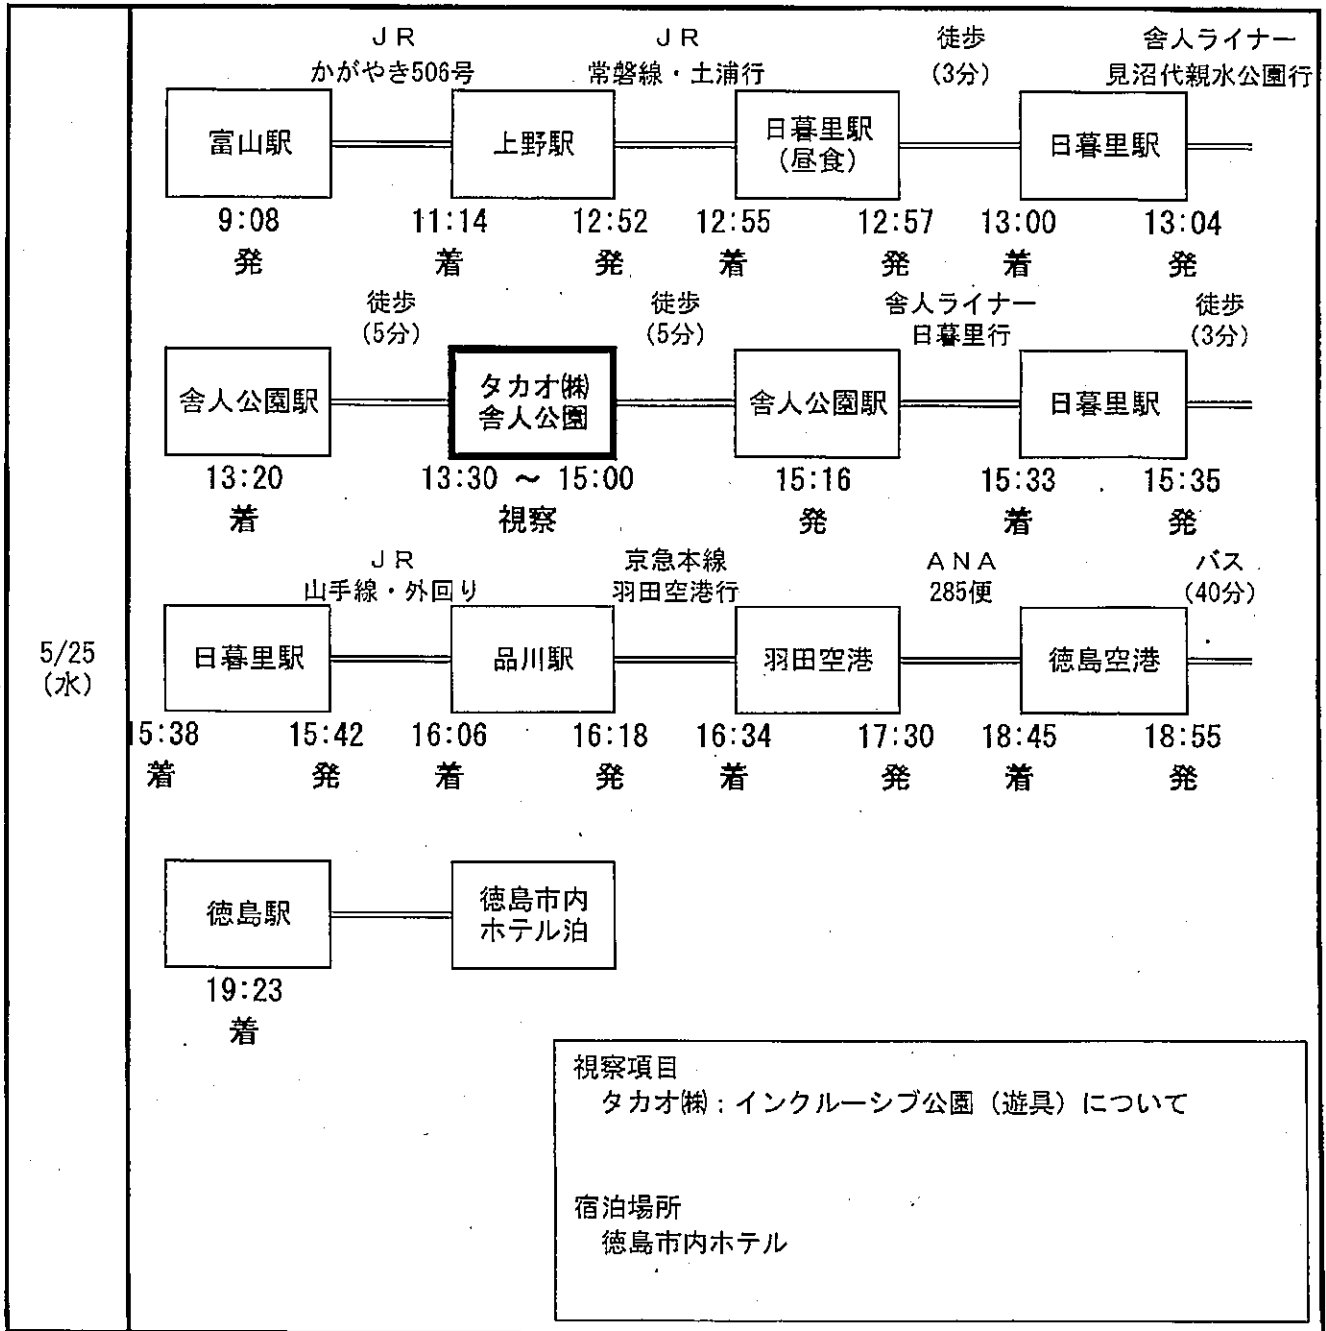 5/25
(水)
ＪＲ
かがやき506号
ＪＲ
常磐線・土浦行
徒歩
(3分)
舎人ライナー
見沼代親水公園行
富山駅
上野駅
日暮里駅
(昼食)
日暮里駅
9:08
発
11:14
着
12:52
発
12:55
着
12:57
発
13:00
着
13:04
発
徒歩
(5分)
徒歩
(5分)
舎人ライナー
日暮里行
徒歩
(3分)
舎人公園駅
タカオ㈱
舎人公園
舎人公園駅
日暮里駅
13:20
着
13:30 ～ 15:00
視察
15:16
発
15:33
着
15:35
発
ＪＲ
山手線・外回り
京急本線
羽田空港行
ＡＮＡ
285便
バス
(40分)
日暮里駅
品川駅
羽田空港
徳島空港
15:38
着
15:42
発
16:06
着
16:18
発
16:34
着
17:30
発
18:45
着
18:55
発
徳島駅
徳島市内
ホテル泊
19:23
着
視察項目
タカオ㈱：インクルーシブ公園（遊具）について
宿泊場所
徳島市内ホテル